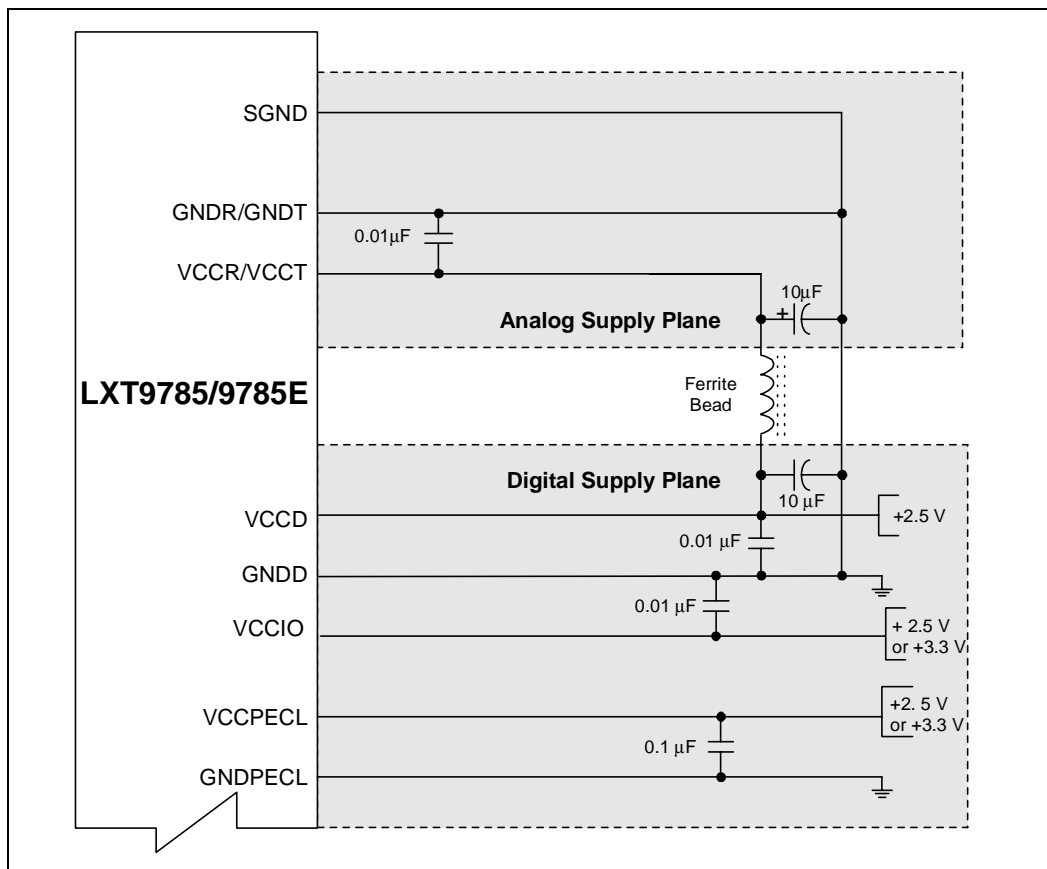 SGND
GNDR/GNDT
0.01μF
VCCR/VCCT
10μF
+
Analog Supply Plane
LXT9785/9785E
Ferrite
Bead
Digital Supply Plane
10 μF
VCCD
+2.5 V
0.01 μF
GNDD
0.01 μF
VCCIO
+ 2.5 V
or +3.3 V
VCCPECL
+2. 5 V
or +3.3 V
0.1 μF
GNDPECL